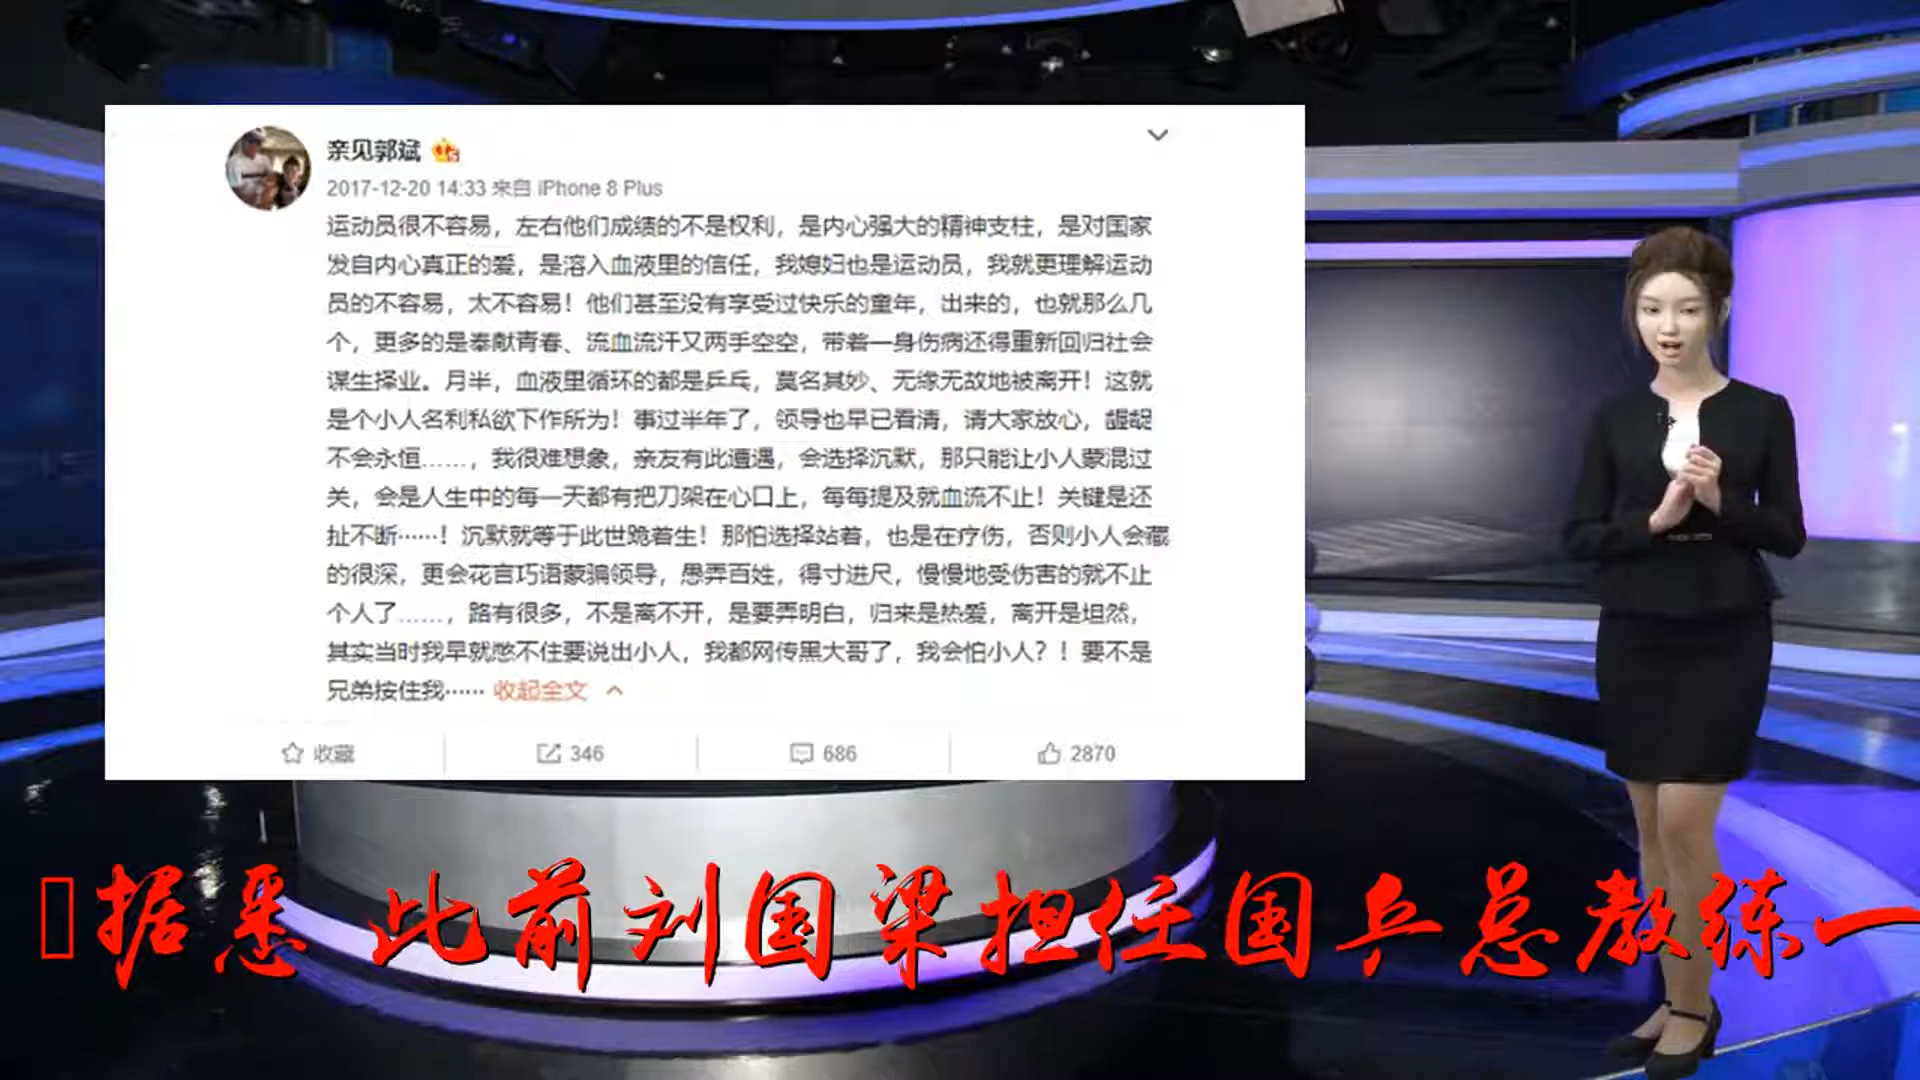 亲见郭斌
2017-12-20 14:33 来自 iPhone 8 Plus
运动员很不容易，左右他们成绩的不是权利，是内心强大的精神支柱，是对国家
发自内心真正的爱，是溶入血液里的信任，我媳妇也是运动员，我就更理解运动
员的不容易，太不容易！他们甚至没有享受过快乐的童年，出来的，也就那么几
个，更多的是奉献青春、流血流汗又两手空空，带着一身伤病还得重新回归社会
谋生择业。月半，血液里循环的都是乒乓，莫名其妙、无缘无故地被离开！这就
是个小人名利私欲下作所为！事过半年了，领导也早已看清，请大家放心，龌龊
不会永恒……，我很难想象，亲友有此遭遇，会选择沉默，那只能让小人蒙混过
关，会是人生中的每一天都有把刀架在心口上，每每提及就血流不止！关键是还
扯不断……！沉默就等于此世跪着生！那怕选择站着，也是在疗伤，否则小人会藏
的很深，更会花言巧语蒙骗领导，愚弄百姓，得寸进尺，慢慢地受伤害的就不止
个人了……，路有很多，不是离不开，是要弄明白，归来是热爱，离开是坦然，
其实当时我早就憋不住要说出小人，我都网传黑大哥了，我会怕小人？！要不是
兄弟按住我…… 收起全文
收藏 346 686 2870
据悉 此前刘国梁担任国乒总教练一